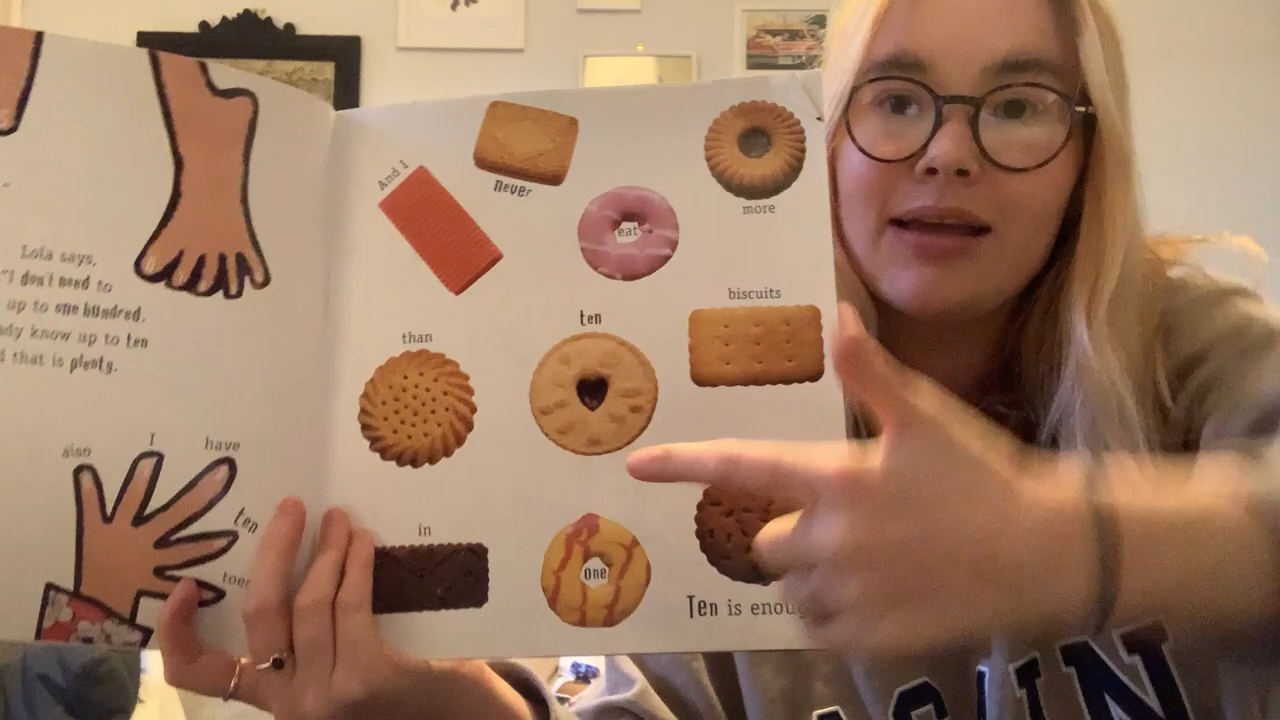 Lola says,
"I don't need to
up to one hundred.
ady know up to ten
d that is plenty.
also I have
ten
toes
And I
never
eat
more
than
ten
biscuits
in
one
Ten is enoug